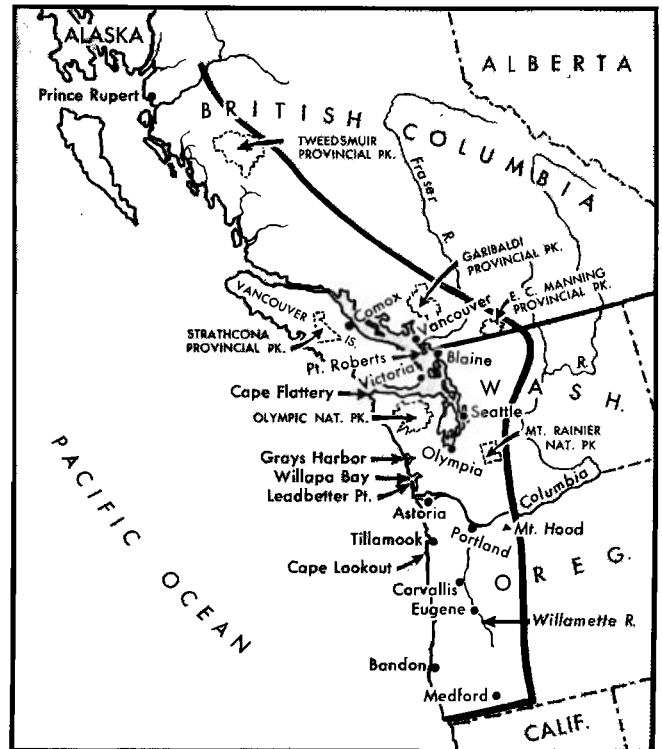 ALASKA
ALBERTA
Prince Rupert
BRITISH
COLUMBIA
TWEEDSMUIR
PROVINCIAL PK.
Fraser R.
GARIBALDI
PROVINCIAL PK.
E. C. MANNING
PROVINCIAL PK.
VANCOUVER IS.
Comox
Vancouver
STRATHCONA
PROVINCIAL PK.
Pt. Roberts
Blaine
Victoria
WASH.
R.
Cape Flattery
OLYMPIC NAT. PK.
Seattle
MT. RAINIER
NAT. PK
Olympia
Grays Harbor
Willapa Bay
Leadbetter Pt.
Columbia
Astoria
Portland
Mt. Hood
Tillamook
Cape Lookout
OREG.
Carvallis
Eugene
Willamette R.
PACIFIC OCEAN
Bandon
Medford
CALIF.